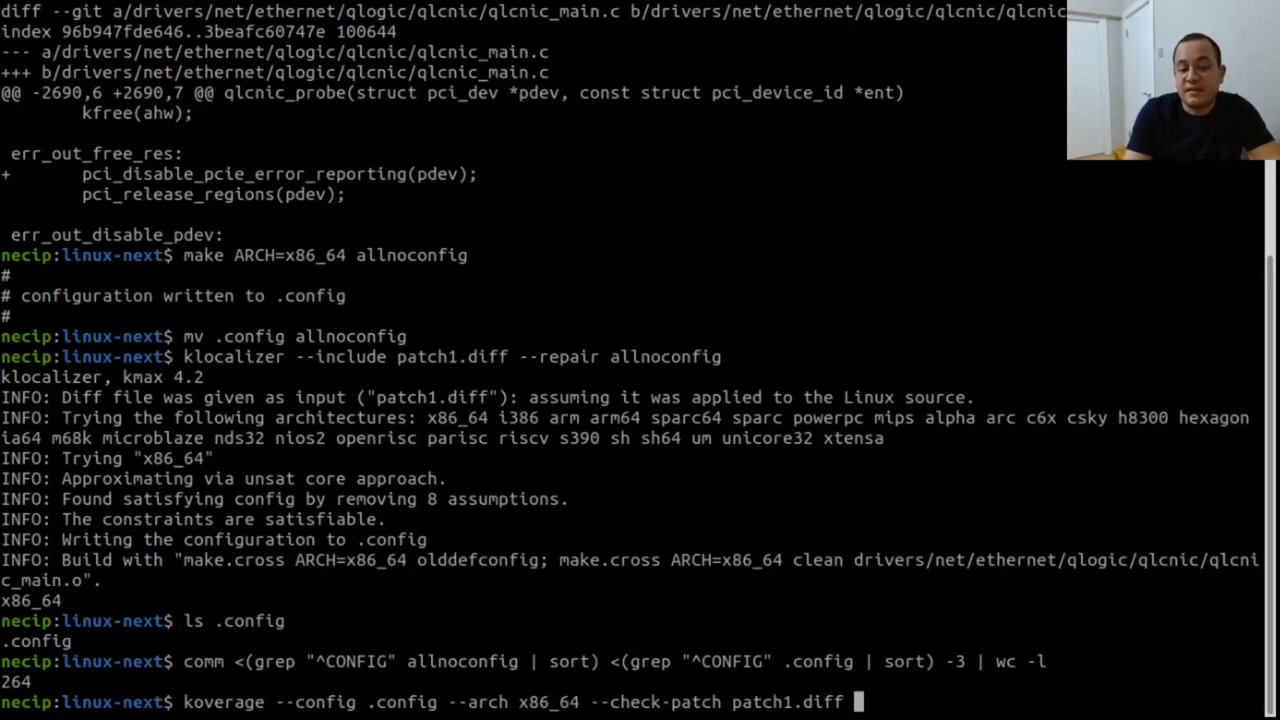 diff --git a/drivers/net/ethernet/qlogic/qlcnic/qlcnic_main.c b/drivers/net/ethernet/qlogic/qlcnic/qlcnic
index 96b947fde646..3beafc60747e 100644
--- a/drivers/net/ethernet/qlogic/qlcnic/qlcnic_main.c
+++ b/drivers/net/ethernet/qlogic/qlcnic/qlcnic_main.c
@@ -2690,6 +2690,7 @@ qlcnic_probe(struct pci_dev *pdev, const struct pci_device_id *ent)
        kfree(ahw);
 err_out_free_res:
+       pci_disable_pcie_error_reporting(pdev);
        pci_release_regions(pdev);
 err_out_disable_pdev:
necip:linux-next$ make ARCH=x86_64 allnoconfig
#
# configuration written to .config
#
necip:linux-next$ mv .config allnoconfig
necip:linux-next$ klocalizer --include patch1.diff --repair allnoconfig
klocalizer, kmax 4.2
INFO: Diff file was given as input ("patch1.diff"): assuming it was applied to the Linux source.
INFO: Trying the following architectures: x86_64 i386 arm arm64 sparc64 sparc powerpc mips alpha arc c6x csky h8300 hexagon
ia64 m68k microblaze nds32 nios2 openrisc parisc riscv s390 sh sh64 um unicore32 xtensa
INFO: Trying "x86_64"
INFO: Approximating via unsat core approach.
INFO: Found satisfying config by removing 8 assumptions.
INFO: The constraints are satisfiable.
INFO: Writing the configuration to .config
INFO: Build with "make.cross ARCH=x86_64 olddefconfig; make.cross ARCH=x86_64 clean drivers/net/ethernet/qlogic/qlcnic/qlcni
c_main.o".
x86_64
necip:linux-next$ ls .config
.config
necip:linux-next$ comm <(grep "^CONFIG" allnoconfig | sort) <(grep "^CONFIG" .config | sort) -3 | wc -l
264
necip:linux-next$ koverage --config .config --arch x86_64 --check-patch patch1.diff